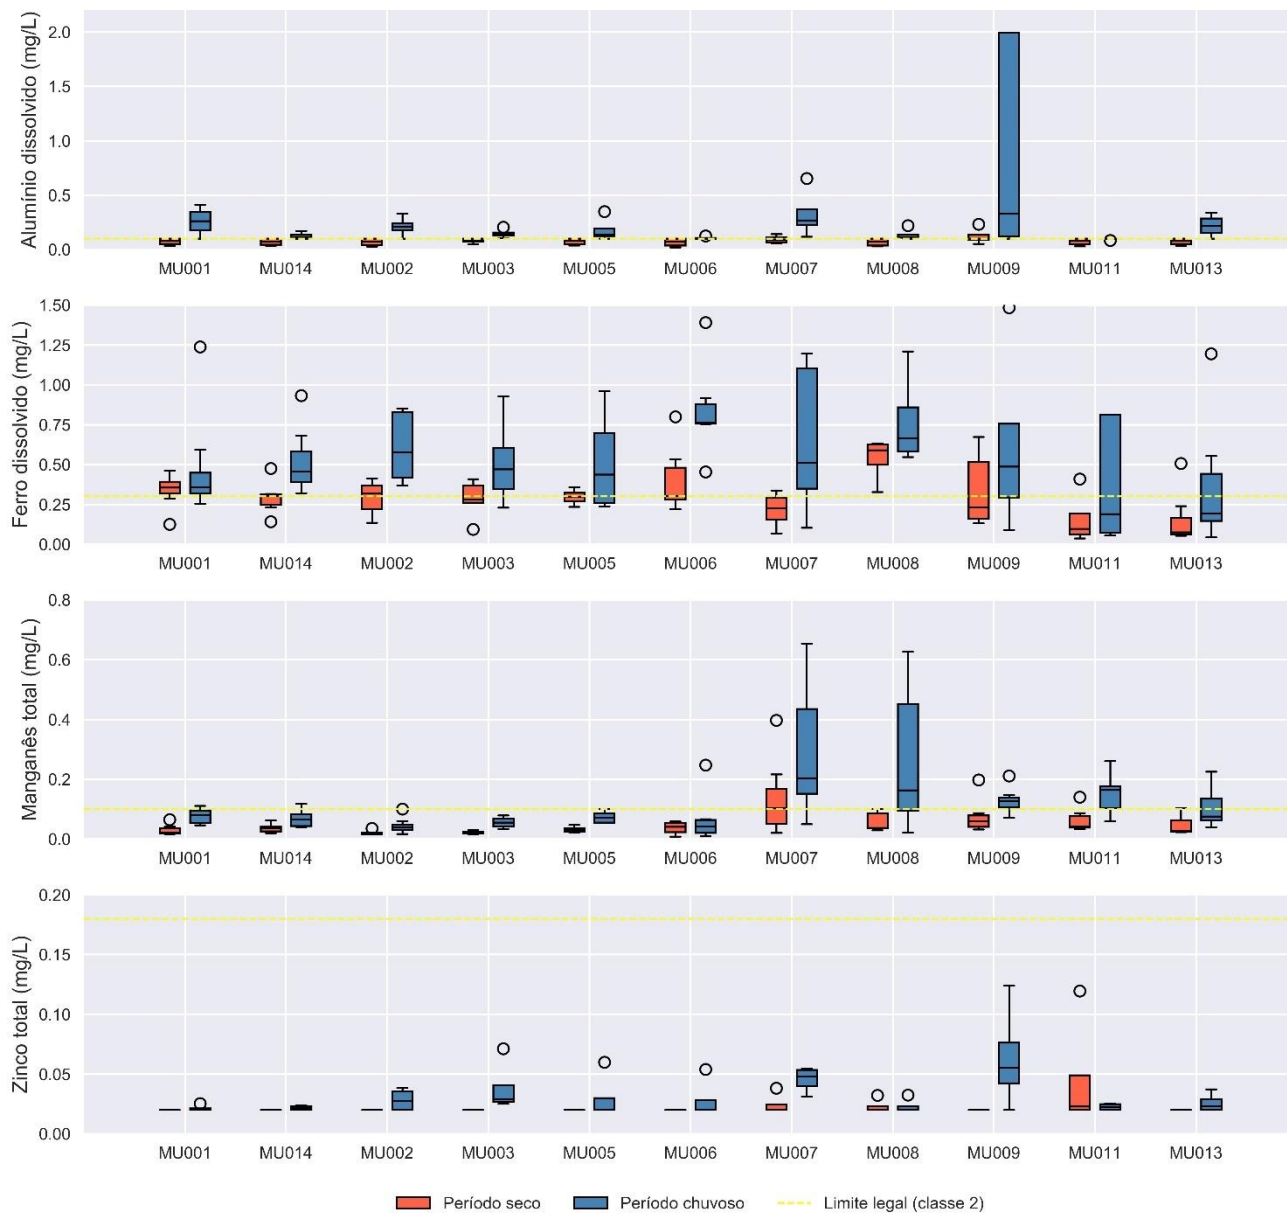 Alumínio dissolvido (mg/L)
2.0
1.5
1.0
0.5
0.0
MU001 MU014 MU002 MU003 MU005 MU006 MU007 MU008 MU009 MU011 MU013
Ferro dissolvido (mg/L)
1.50
1.25
1.00
0.75
0.50
0.25
0.00
MU001 MU014 MU002 MU003 MU005 MU006 MU007 MU008 MU009 MU011 MU013
Manganês total (mg/L)
0.8
0.6
0.4
0.2
0.0
MU001 MU014 MU002 MU003 MU005 MU006 MU007 MU008 MU009 MU011 MU013
Zinco total (mg/L)
0.20
0.15
0.10
0.05
0.00
MU001 MU014 MU002 MU003 MU005 MU006 MU007 MU008 MU009 MU011 MU013
Período seco Período chuvoso Limite legal (classe 2)